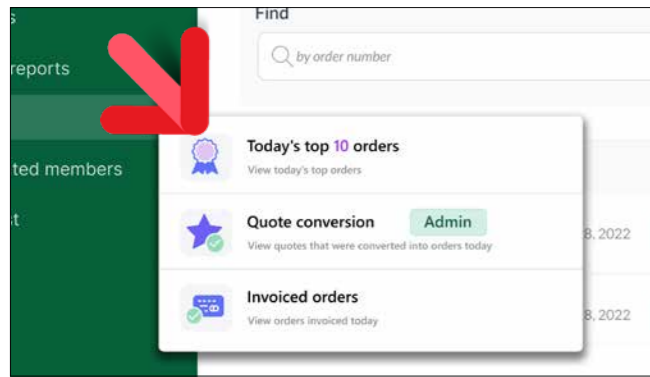 Find
by order number
reports
ted members
Today's top 10 orders
View today's top orders
Quote conversion Admin
View quotes that were converted into orders today
8, 2022
Invoiced orders
View orders invoiced today
8, 2022